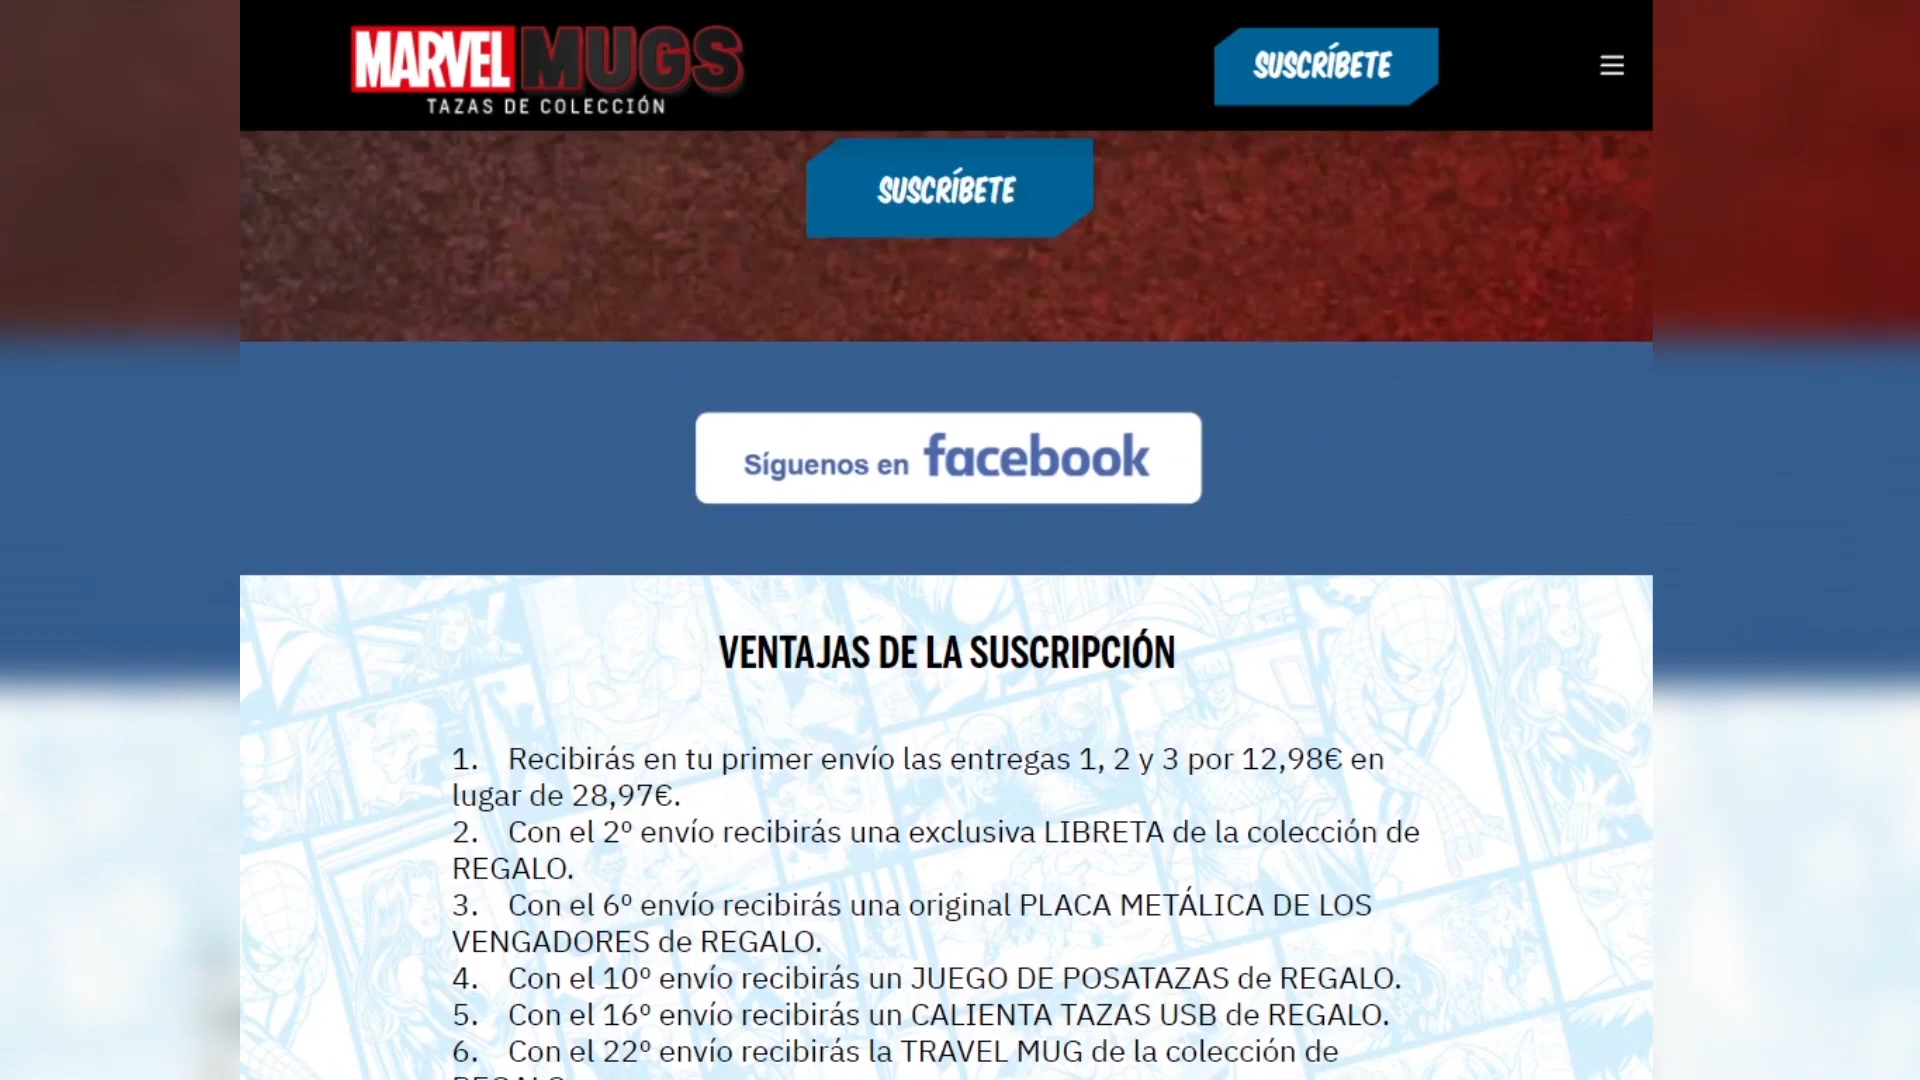 MARVEL MUGS
TAZAS DE COLECCIÓN
SUSCRÍBETE
SUSCRÍBETE
Síguenos en facebook
VENTAJAS DE LA SUSCRIPCIÓN
1. Recibirás en tu primer envío las entregas 1, 2 y 3 por 12,98€ en
lugar de 28,97€.
2. Con el 2º envío recibirás una exclusiva LIBRETA de la colección de
REGALO.
3. Con el 6º envío recibirás una original PLACA METÁLICA DE LOS
VENGADORES de REGALO.
4. Con el 10º envío recibirás un JUEGO DE POSATAZAS de REGALO.
5. Con el 16º envío recibirás un CALIENTA TAZAS USB de REGALO.
6. Con el 22º envío recibirás la TRAVEL MUG de la colección de